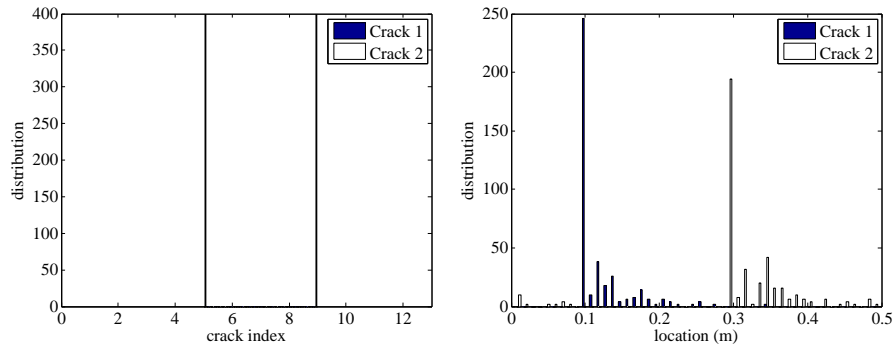 400
350
300
250
200
150
100
50
0
distribution
0 2 4 6 8 10 12
crack index
Crack 1
Crack 2
250
200
150
100
50
0
distribution
0 0.1 0.2 0.3 0.4 0.5
location (m)
Crack 1
Crack 2